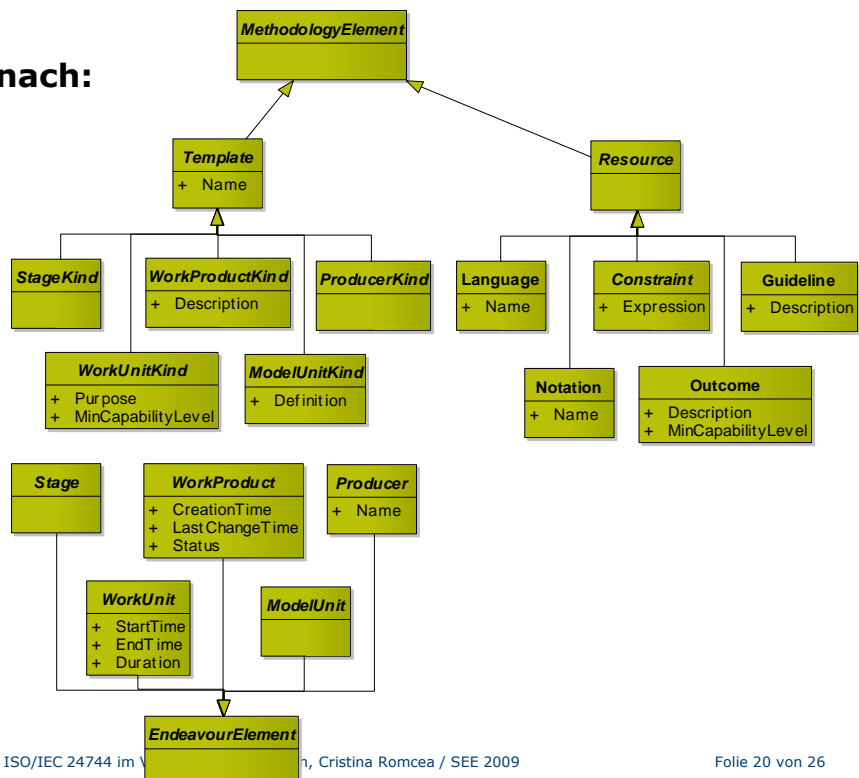 nach:
MethodologyElement
Template
+ Name
Resource
StageKind
WorkProductKind
+ Description
ProducerKind
Language
+ Name
Constraint
+ Expression
Guideline
+ Description
WorkUnitKind
+ Purpose
+ MinCapabilityLevel
ModelUnitKind
+ Definition
Notation
+ Name
Outcome
+ Description
+ MinCapabilityLevel
Stage
WorkProduct
+ CreationTime
+ LastChangeTime
+ Status
Producer
+ Name
WorkUnit
+ StartTime
+ EndTime
+ Duration
ModelUnit
EndeavourElement
ISO/IEC 24744 im , Cristina Romcea / SEE 2009 Folie 20 von 26